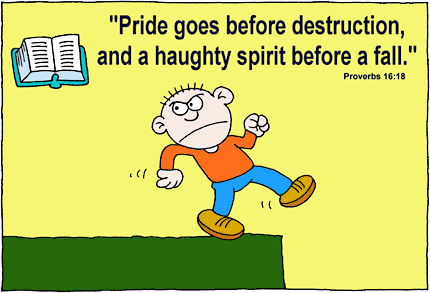 "Pride goes before destruction,
and a haughty spirit before a fall."
Proverbs 16:18